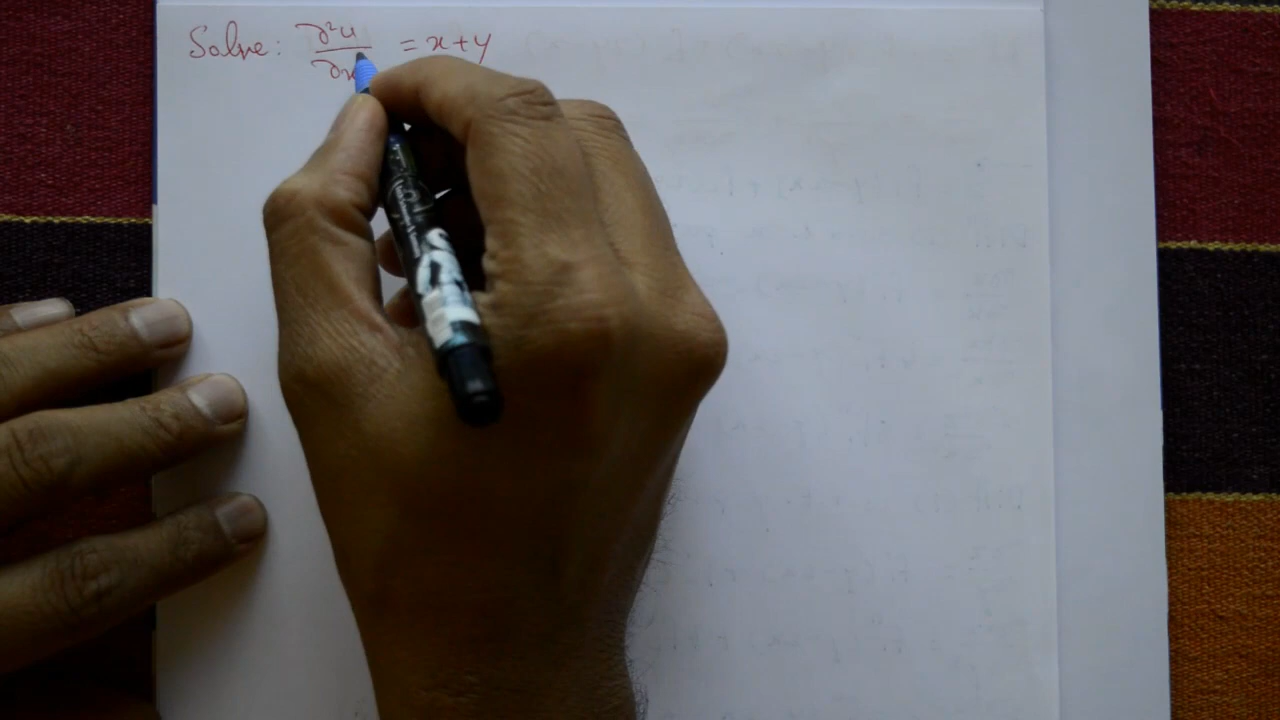 Solve: ∂²u/∂x = x+y